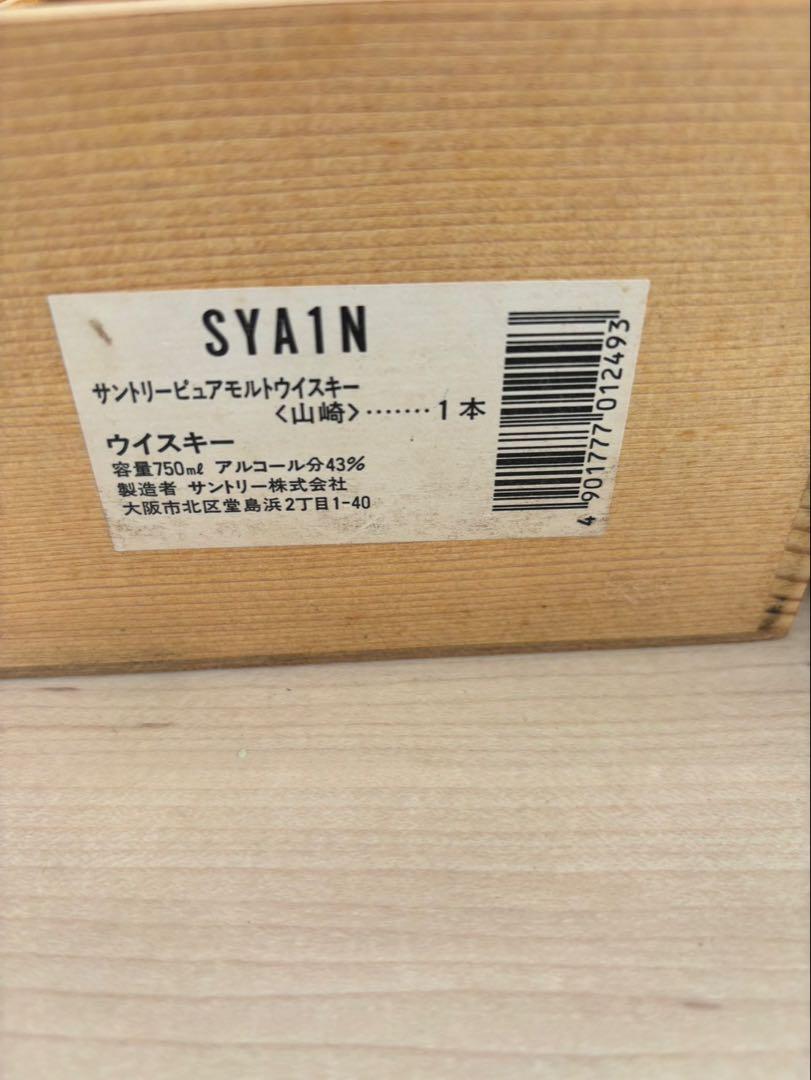 SYA1N
サントリーピュアモルトウイスキー
〈山崎〉‥‥‥‥1本
ウイスキー
容量750㎖ アルコール分43%
製造者 サントリー株式会社
大阪市北区堂島浜2丁目1-40
4 901777 012493